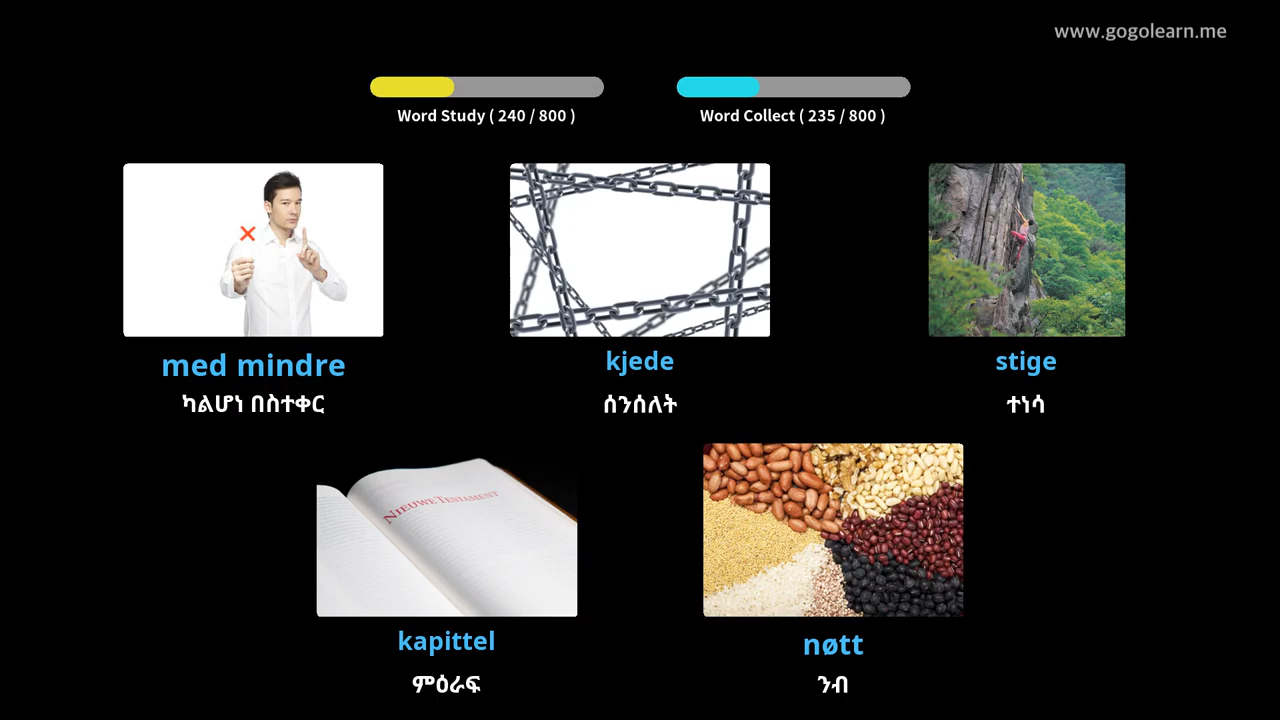 www.gogolearn.me
Word Study ( 240 / 800 )
Word Collect ( 235 / 800 )
med mindre
ካልሆነ በስተቀር
kjede
ሰንሰለት
stige
ተነሳ
NIEUWE TESTAMENT
kapittel
ምዕራፍ
nøtt
ንብ